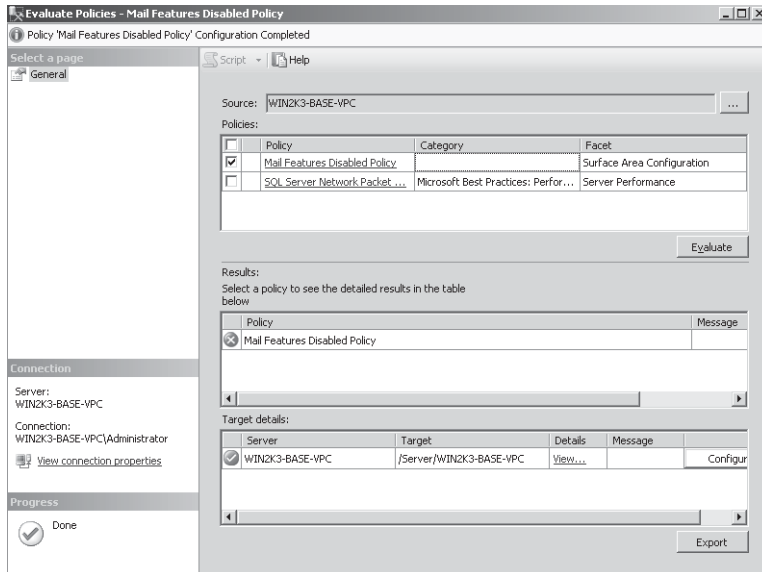 Evaluate Policies - Mail Features Disabled Policy
Policy 'Mail Features Disabled Policy' Configuration Completed
Select a page
General
Script
Help
Source: WIN2K3-BASE-VPC
...
Policies:
Policy Category Facet
Mail Features Disabled Policy Surface Area Configuration
SQL Server Network Packet ... Microsoft Best Practices: Perfor... Server Performance
Evaluate
Results:
Select a policy to see the detailed results in the table
below
Policy Message
Mail Features Disabled Policy
Connection
Server:
WIN2K3-BASE-VPC
Connection:
WIN2K3-BASE-VPC\Administrator
View connection properties
Target details:
Server Target Details Message
WIN2K3-BASE-VPC /Server/WIN2K3-BASE-VPC View... Configur
Progress
Done
Export